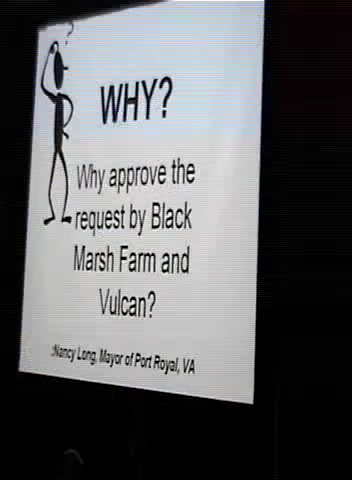 ?
WHY?
Why approve the
request by Black
Marsh Farm and
Vulcan?
:Nancy Long, Mayor of Port Royal, VA